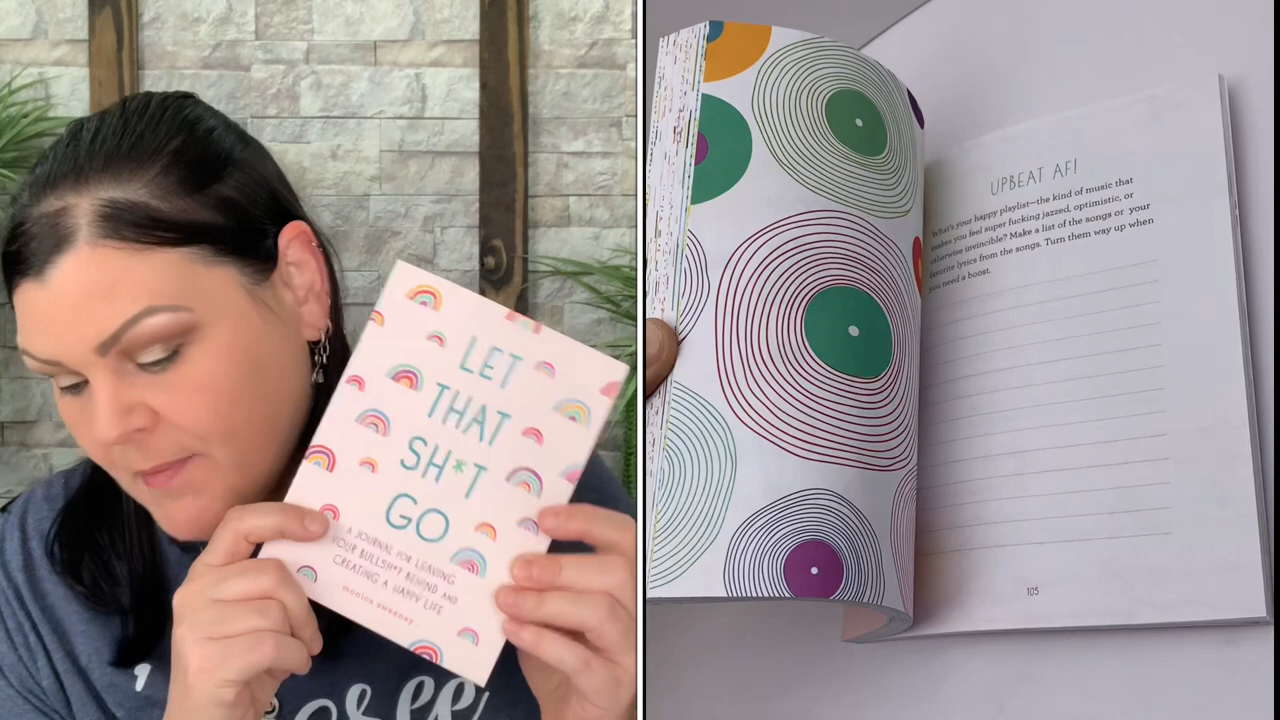 LET
THAT
SH*T
GO
A JOURNAL FOR LEAVING
YOUR BULLSH*T BEHIND AND
CREATING A HAPPY LIFE
monica sweeney
UPBEAT AF!
What's your happy playlist—the kind of music that
makes you feel super fucking jazzed, optimistic, or
otherwise invincible? Make a list of the songs or your
favorite lyrics from the songs. Turn them way up when
you need a boost.
105